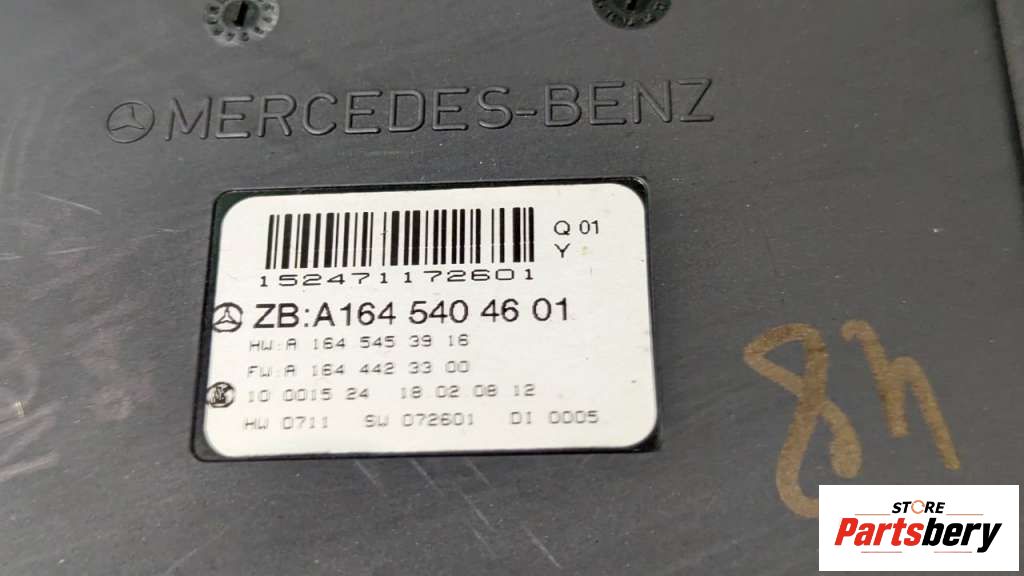 MERCEDES-BENZ
Q 01
Y
152471172601
ZB:A164 540 46 01
HW:A 164 545 39 16
FW:A 164 442 33 00
10 0015 24 18 02 08 12
HW 0711 SW 072601 DI 0005
48
STORE
Partsbery